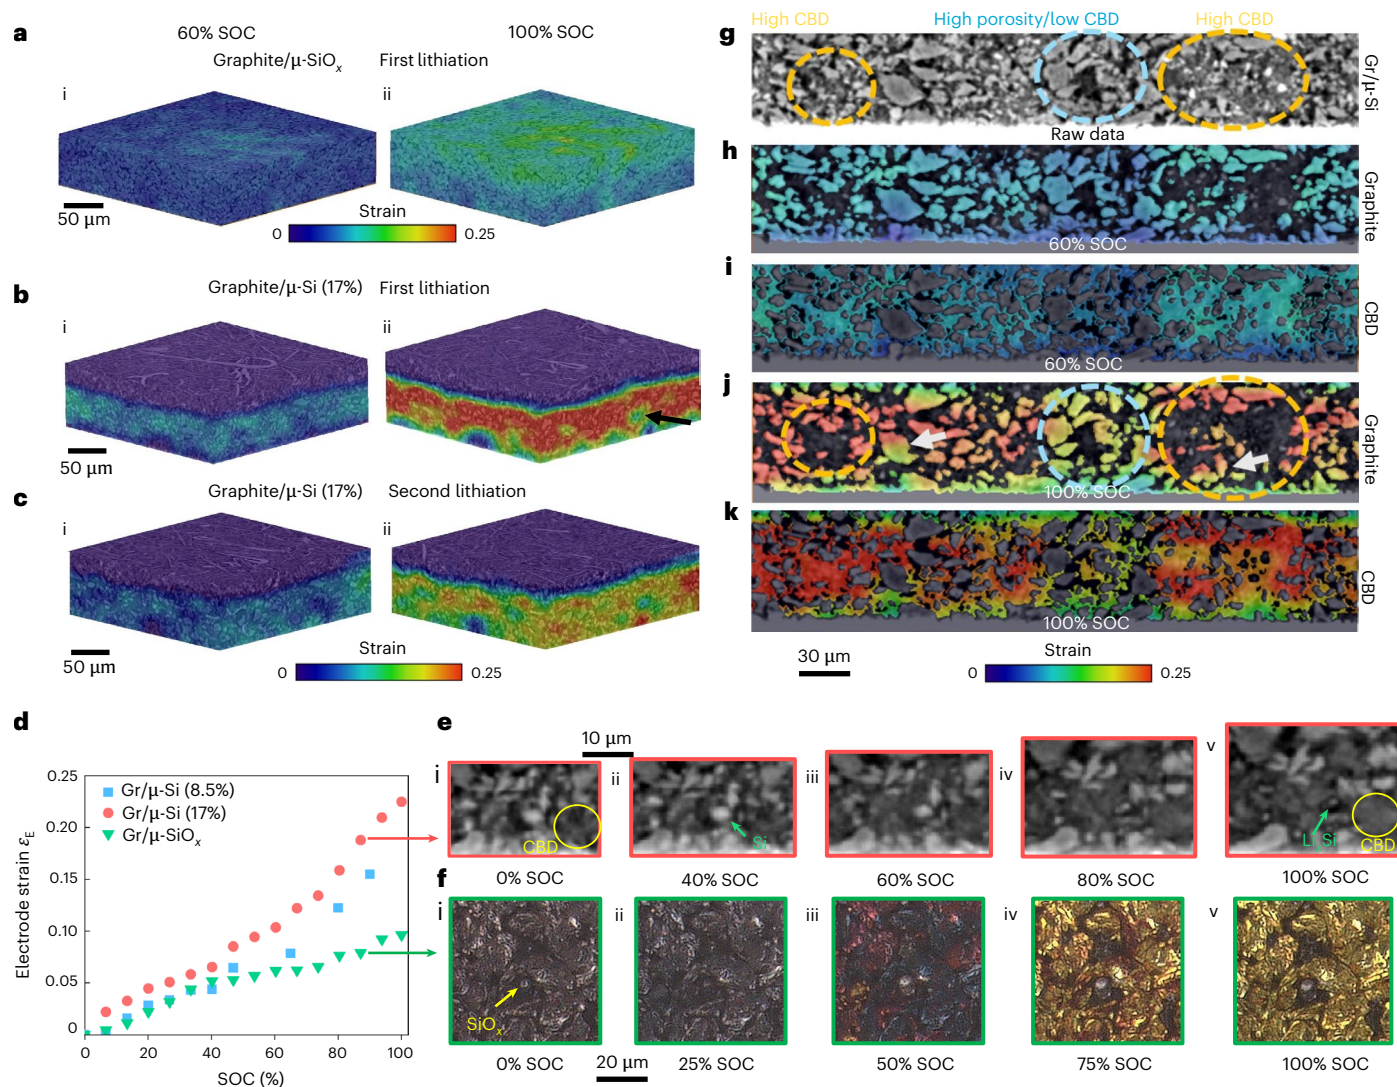 a
60% SOC
100% SOC
Graphite/μ-SiOx
First lithiation
i
ii
50 μm
Strain
0
0.25
b
Graphite/μ-Si (17%)
First lithiation
i
ii
50 μm
c
Graphite/μ-Si (17%)
Second lithiation
i
ii
50 μm
Strain
0
0.25
d
0.25
0.20
0.15
0.10
0.05
0
Electrode strain εE
Gr/μ-Si (8.5%)
Gr/μ-Si (17%)
Gr/μ-SiOx
0
20
40
60
80
100
SOC (%)
e
10 μm
i
ii
iii
iv
v
CBD
Si
LixSi
CBD
0% SOC
40% SOC
60% SOC
80% SOC
100% SOC
f
i
ii
iii
iv
v
SiOx
0% SOC
25% SOC
50% SOC
75% SOC
100% SOC
20 μm
High CBD
High porosity/low CBD
High CBD
g
Gr/μ-Si
Raw data
h
Graphite
60% SOC
i
CBD
60% SOC
j
Graphite
100% SOC
k
CBD
100% SOC
30 μm
Strain
0
0.25